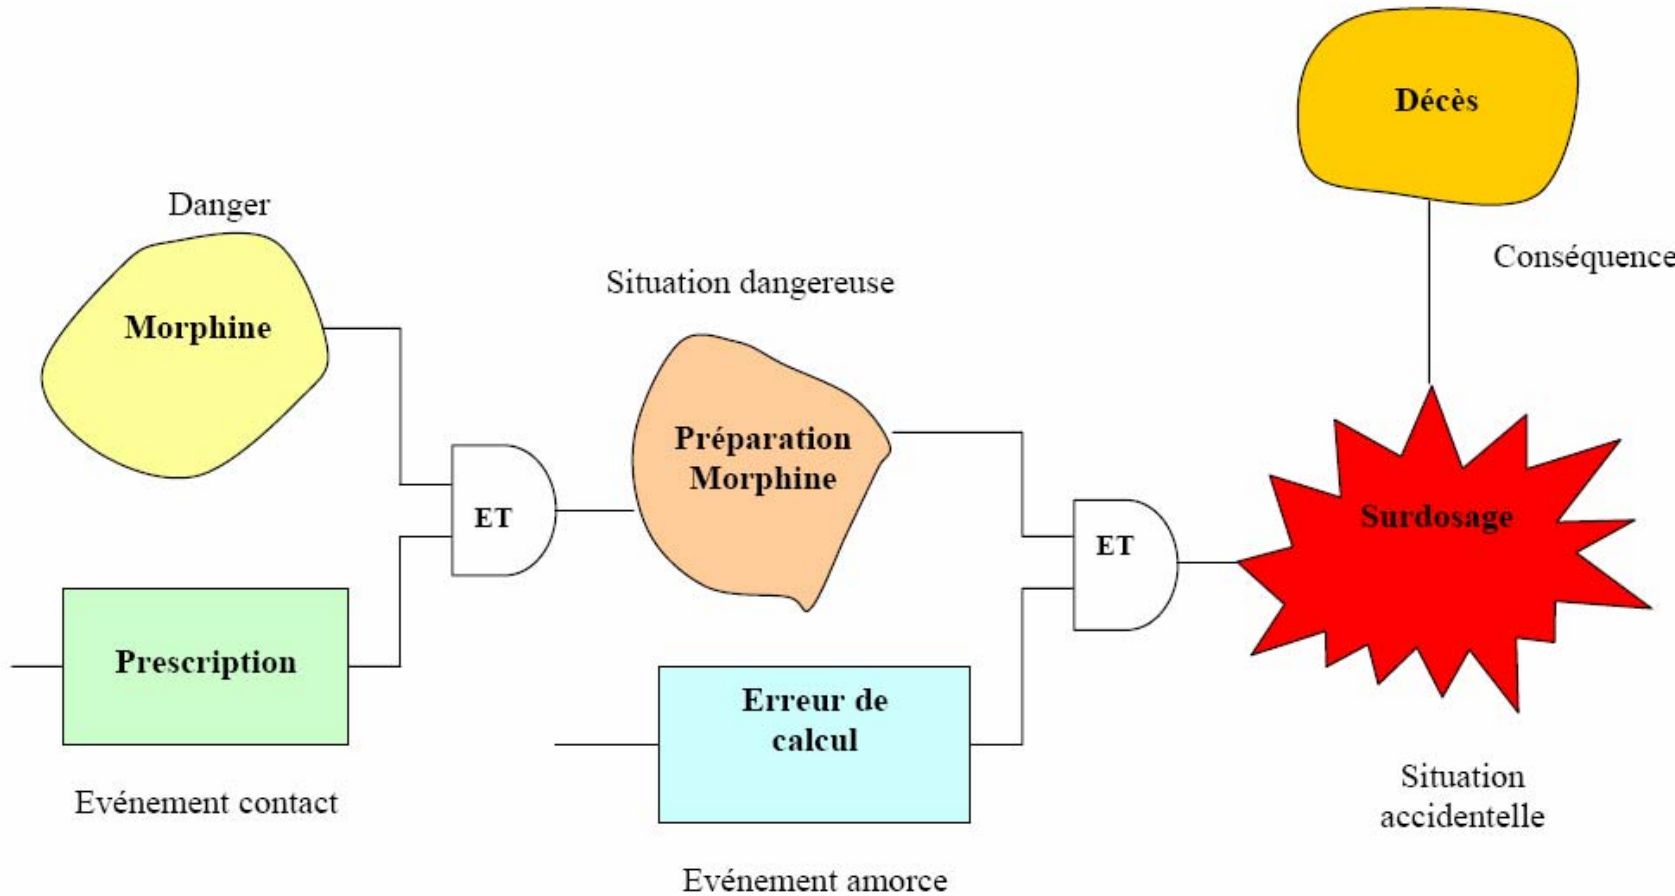 Décès
Danger
Conséquence
Situation dangereuse
Morphine
Préparation
Morphine
ET
Surdosage
ET
Prescription
Erreur de
calcul
Situation
accidentelle
Evénement contact
Evénement amorce